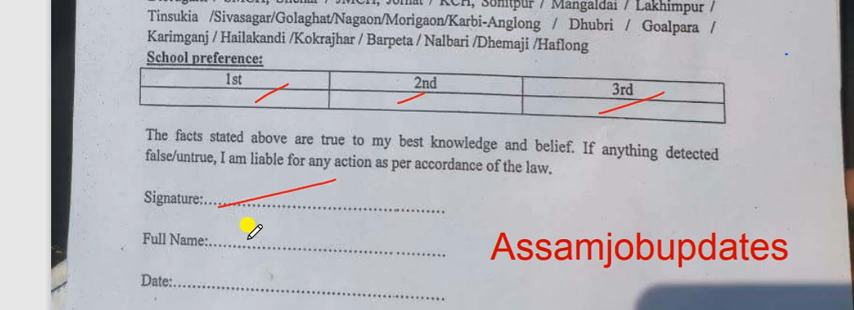 / JMCH, Jorhat / KCH, Sonitpur / Mangaldai / Lakhimpur /
Tinsukia /Sivasagar/Golaghat/Nagaon/Morigaon/Karbi-Anglong / Dhubri / Goalpara /
Karimganj / Hailakandi /Kokrajhar / Barpeta / Nalbari /Dhemaji /Haflong
School preference:
1st 2nd 3rd
The facts stated above are true to my best knowledge and belief. If anything detected
false/untrue, I am liable for any action as per accordance of the law.
Signature:
Full Name:
Assamjobupdates
Date: